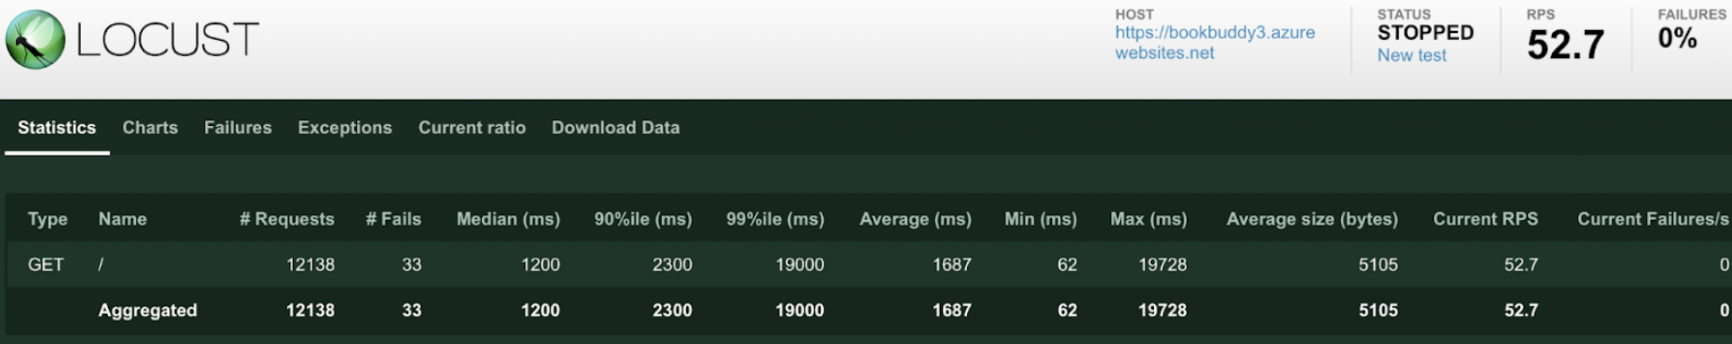 LOCUST
HOST
https://bookbuddy3.azure
websites.net
STATUS
STOPPED
New test
RPS
52.7
FAILURES
0%
Statistics Charts Failures Exceptions Current ratio Download Data
Type Name # Requests # Fails Median (ms) 90%ile (ms) 99%ile (ms) Average (ms) Min (ms) Max (ms) Average size (bytes) Current RPS Current Failures/s
GET / 12138 33 1200 2300 19000 1687 62 19728 5105 52.7 0
Aggregated 12138 33 1200 2300 19000 1687 62 19728 5105 52.7 0